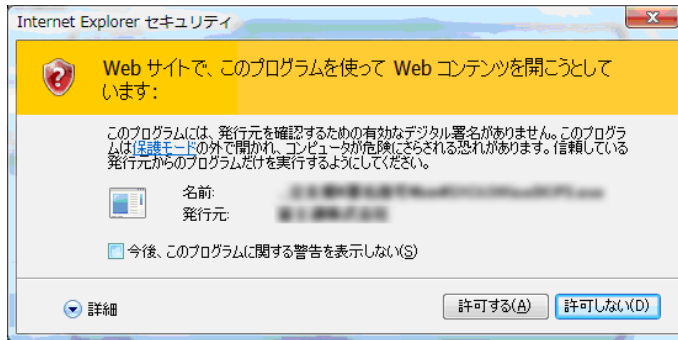 Internet Explorer セキュリティ
Web サイトで、このプログラムを使って Web コンテンツを開こうとして
います:
このプログラムには、発行元を確認するための有効なデジタル署名がありません。このプログラ
ムは保護モードの外で開かれ、コンピュータが危険にさらされる恐れがあります。信頼している
発行元からのプログラムだけを実行するようにしてください。
名前:
発行元:
今後、このプログラムに関する警告を表示しない(S)
詳細
許可する(A)
許可しない(D)